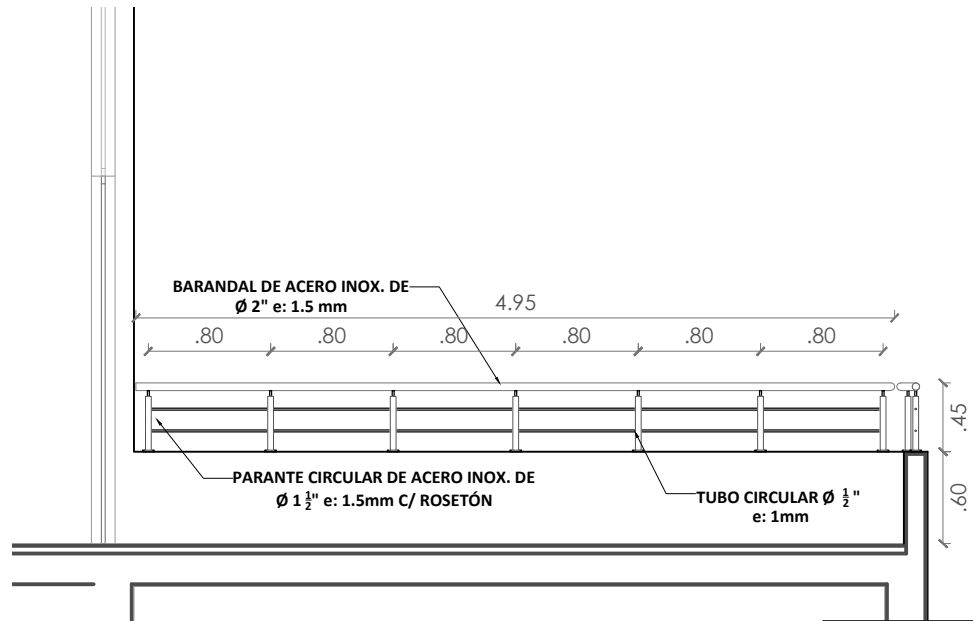 BARANDAL DE ACERO INOX. DE
Ø 2" e: 1.5 mm
4.95
.80 .80 .80 .80 .80 .80
.45
PARANTE CIRCULAR DE ACERO INOX. DE
Ø 1 1/2" e: 1.5mm C/ ROSETÓN
TUBO CIRCULAR Ø 1/2"
e: 1mm
.60